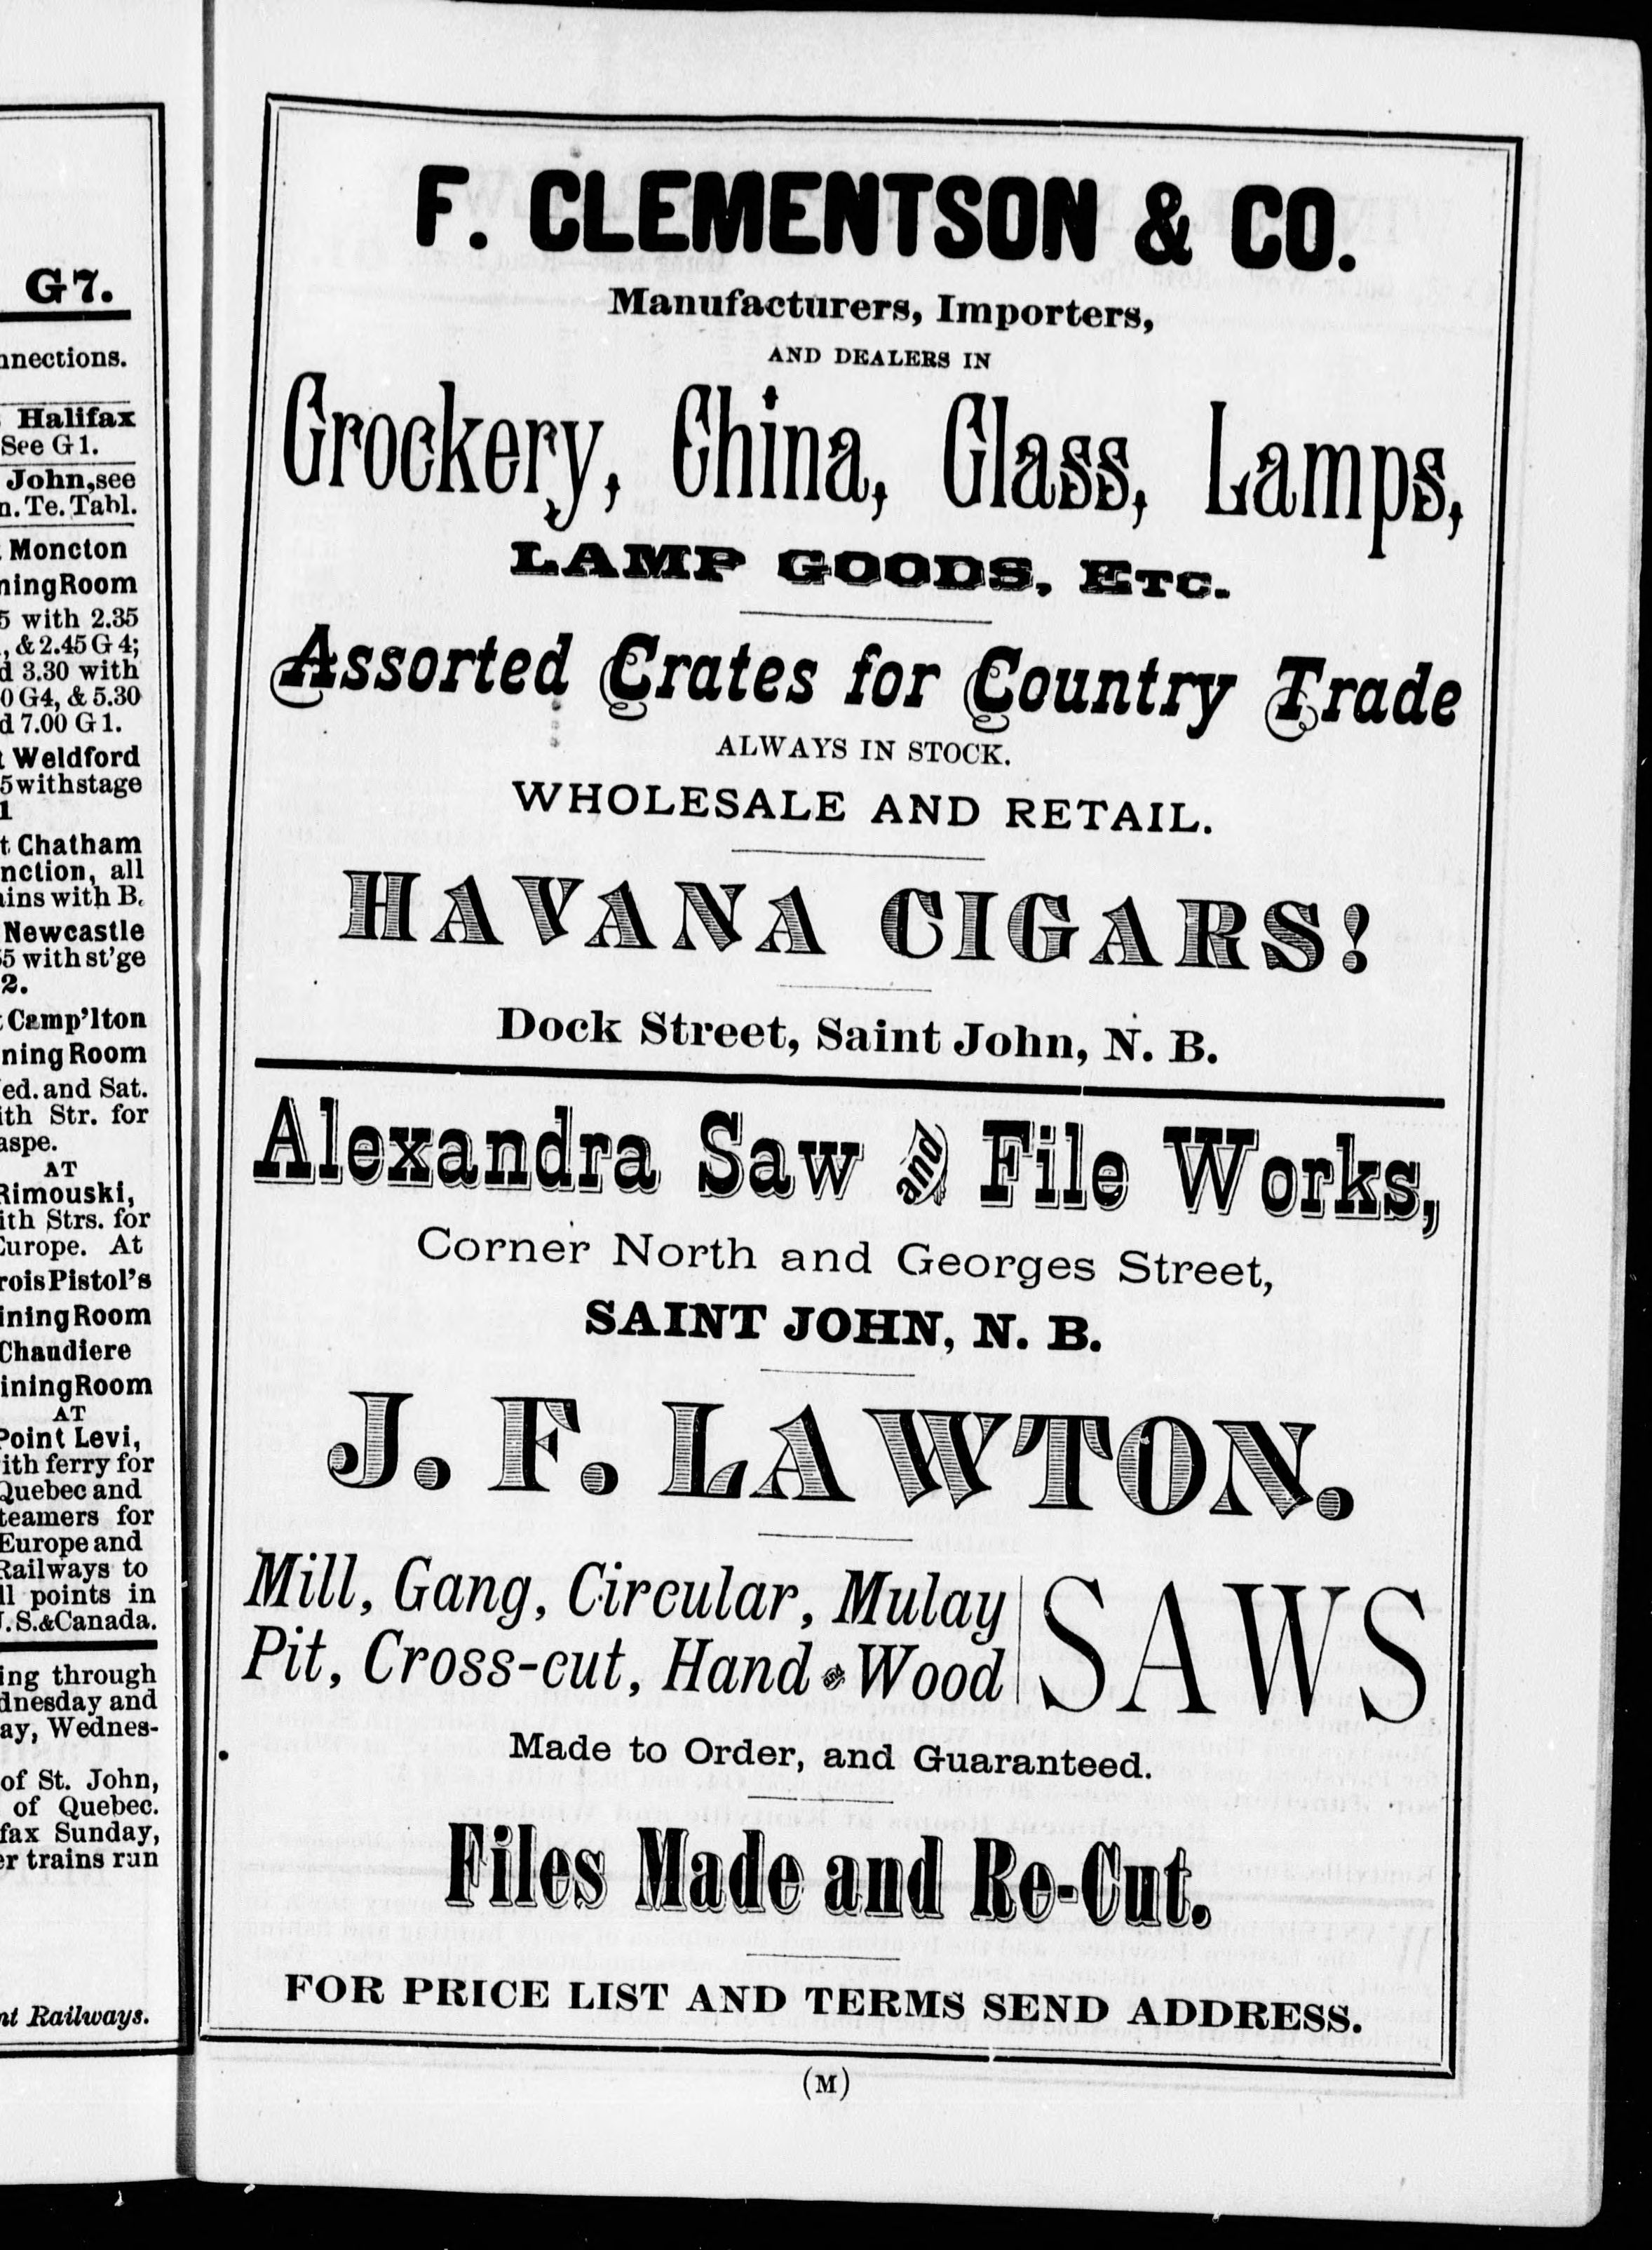 G7.
nnections.
Halifax
See G 1.
John, see
n. Te. Tabl.
Moncton
ningRoom
5 with 2.35
, & 2.45 G 4;
d 3.30 with
0 G4, & 5.30
d 7.00 G 1.
t Weldford
5 withstage
1
t Chatham
nction, all
ains with B.
Newcastle
55 with st'ge
2.
t Camp'lton
ning Room
ed. and Sat.
ith Str. for
aspe.
AT
Rimouski,
ith Strs. for
Europe. At
rois Pistol's
iningRoom
Chaudiere
iningRoom
AT
Point Levi,
ith ferry for
Quebec and
teamers for
Europe and
Railways to
ll points in
U.S.&Canada.
ing through
dnesday and
ay, Wednes-
of St. John,
of Quebec.
fax Sunday,
er trains run
nt Railways.
F. CLEMENTSON & CO.
Manufacturers, Importers,
AND DEALERS IN
Crockery, China, Glass, Lamps,
LAMP GOODS, ETC.
Assorted Crates for Country Trade
ALWAYS IN STOCK.
WHOLESALE AND RETAIL.
HAVANA CIGARS!
Dock Street, Saint John, N. B.
Alexandra Saw and File Works,
Corner North and Georges Street,
SAINT JOHN, N. B.
J. F. LAWTON.
Mill, Gang, Circular, Mulay
Pit, Cross-cut, Hand and Wood
SAWS
Made to Order, and Guaranteed.
Files Made and Re-Cut.
FOR PRICE LIST AND TERMS SEND ADDRESS.
(M)